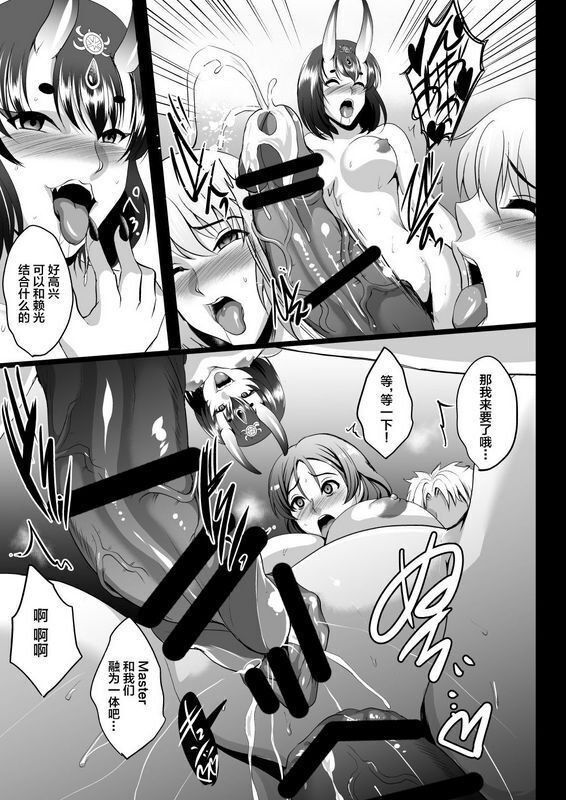 好高兴
可以和赖光
结合什么的
那我来要了哦…
等，等一下！
Master
和我们
融为一体吧…
啊啊啊